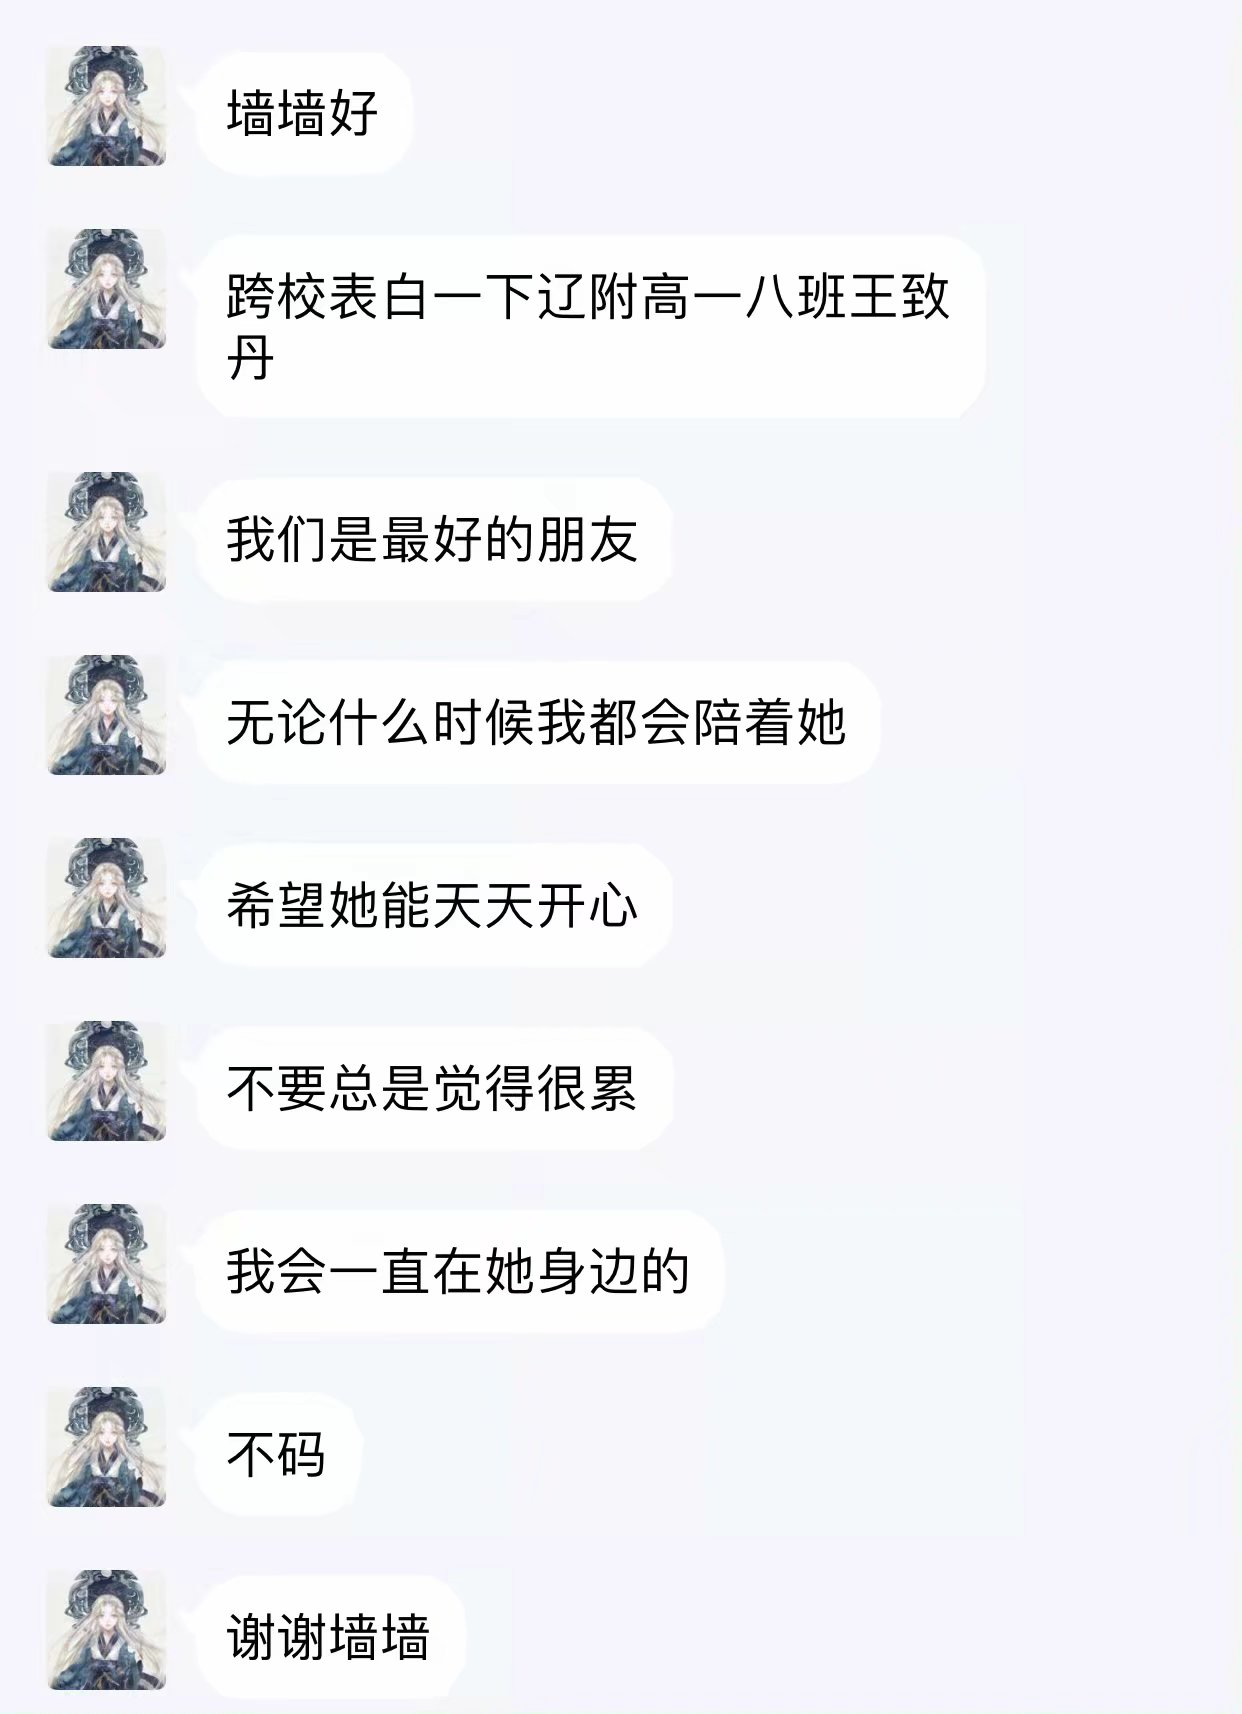 墙墙好
跨校表白一下辽附高一八班王致
丹
我们是最好的朋友
无论什么时候我都会陪着她
希望她能天天开心
不要总是觉得很累
我会一直在她身边的
不码
谢谢墙墙